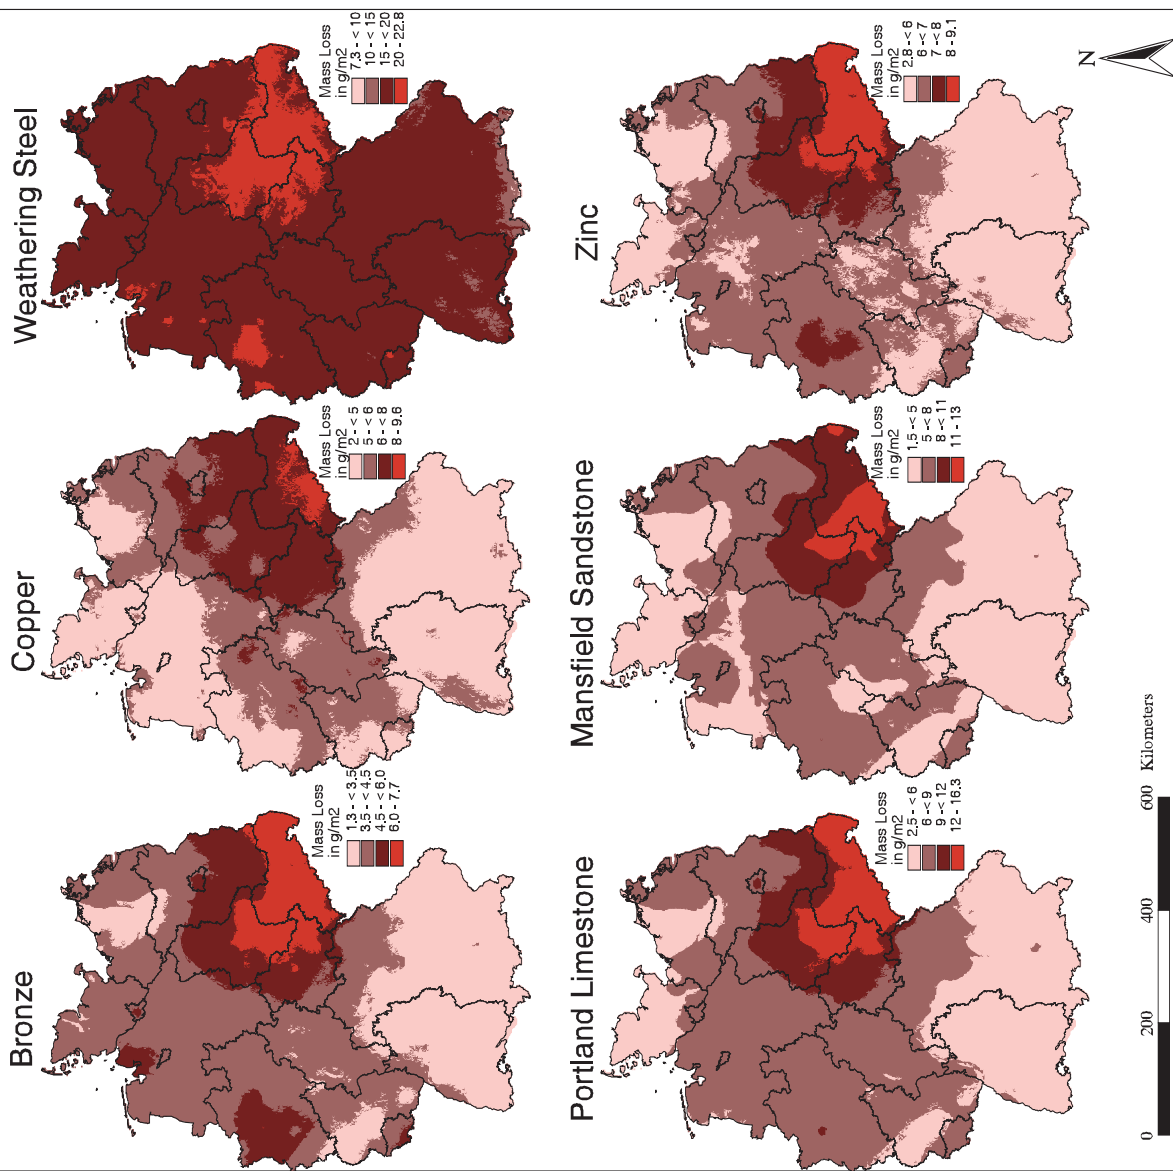 Bronze
Mass Loss
in g/m2
1.3 - < 3.5
3.5 - < 4.5
4.5 - < 6.0
6.0 - 7.7
Copper
Mass Loss
in g/m2
2 - < 5
5 - < 6
6 - < 8
8 - 9.6
Weathering Steel
Mass Loss
in g/m2
7.3 - < 10
10 - < 15
15 - < 20
20 - 22.8
Portland Limestone
Mass Loss
in g/m2
2.5 - < 6
6 - < 9
9 - < 12
12 - 16.3
Mansfield Sandstone
Mass Loss
in g/m2
1.5 - < 5
5 - < 8
8 - < 11
11 - 13
Zinc
Mass Loss
in g/m2
2.8 - < 6
6 - < 7
7 - < 8
8 - 9.1
0 200 400 600 Kilometers
N